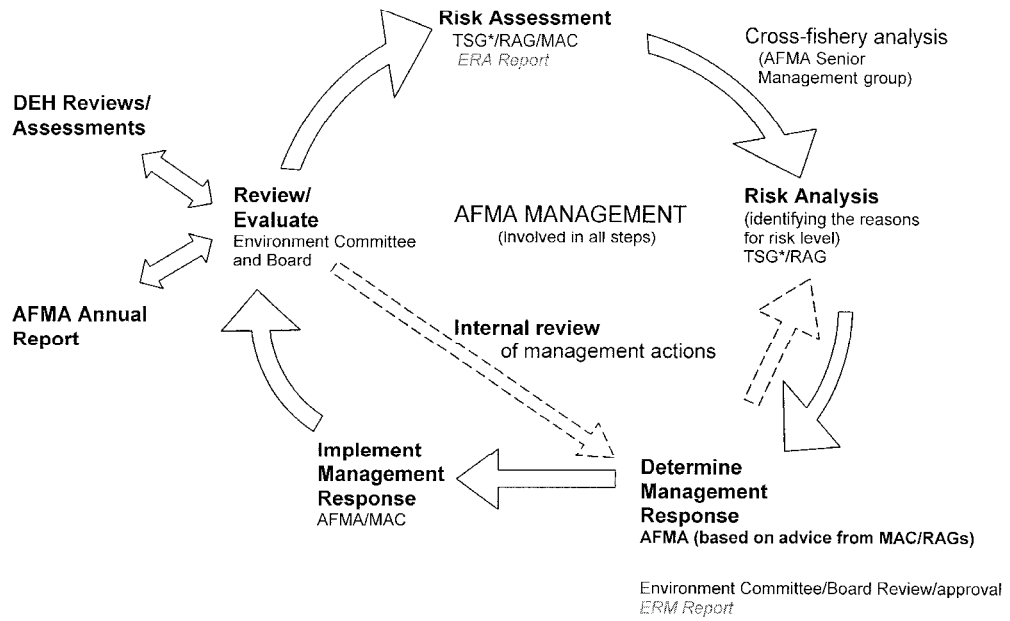 Risk Assessment
TSG*/RAG/MAC
ERA Report
Cross-fishery analysis
(AFMA Senior
Management group)
DEH Reviews/
Assessments
Review/
Evaluate
Environment Committee
and Board
AFMA MANAGEMENT
(involved in all steps)
Risk Analysis
(identifying the reasons
for risk level)
TSG*/RAG
AFMA Annual
Report
Internal review
of management actions
Implement
Management
Response
AFMA/MAC
Determine
Management
Response
AFMA (based on advice from MAC/RAGs)
Environment Committee/Board Review/approval
ERM Report